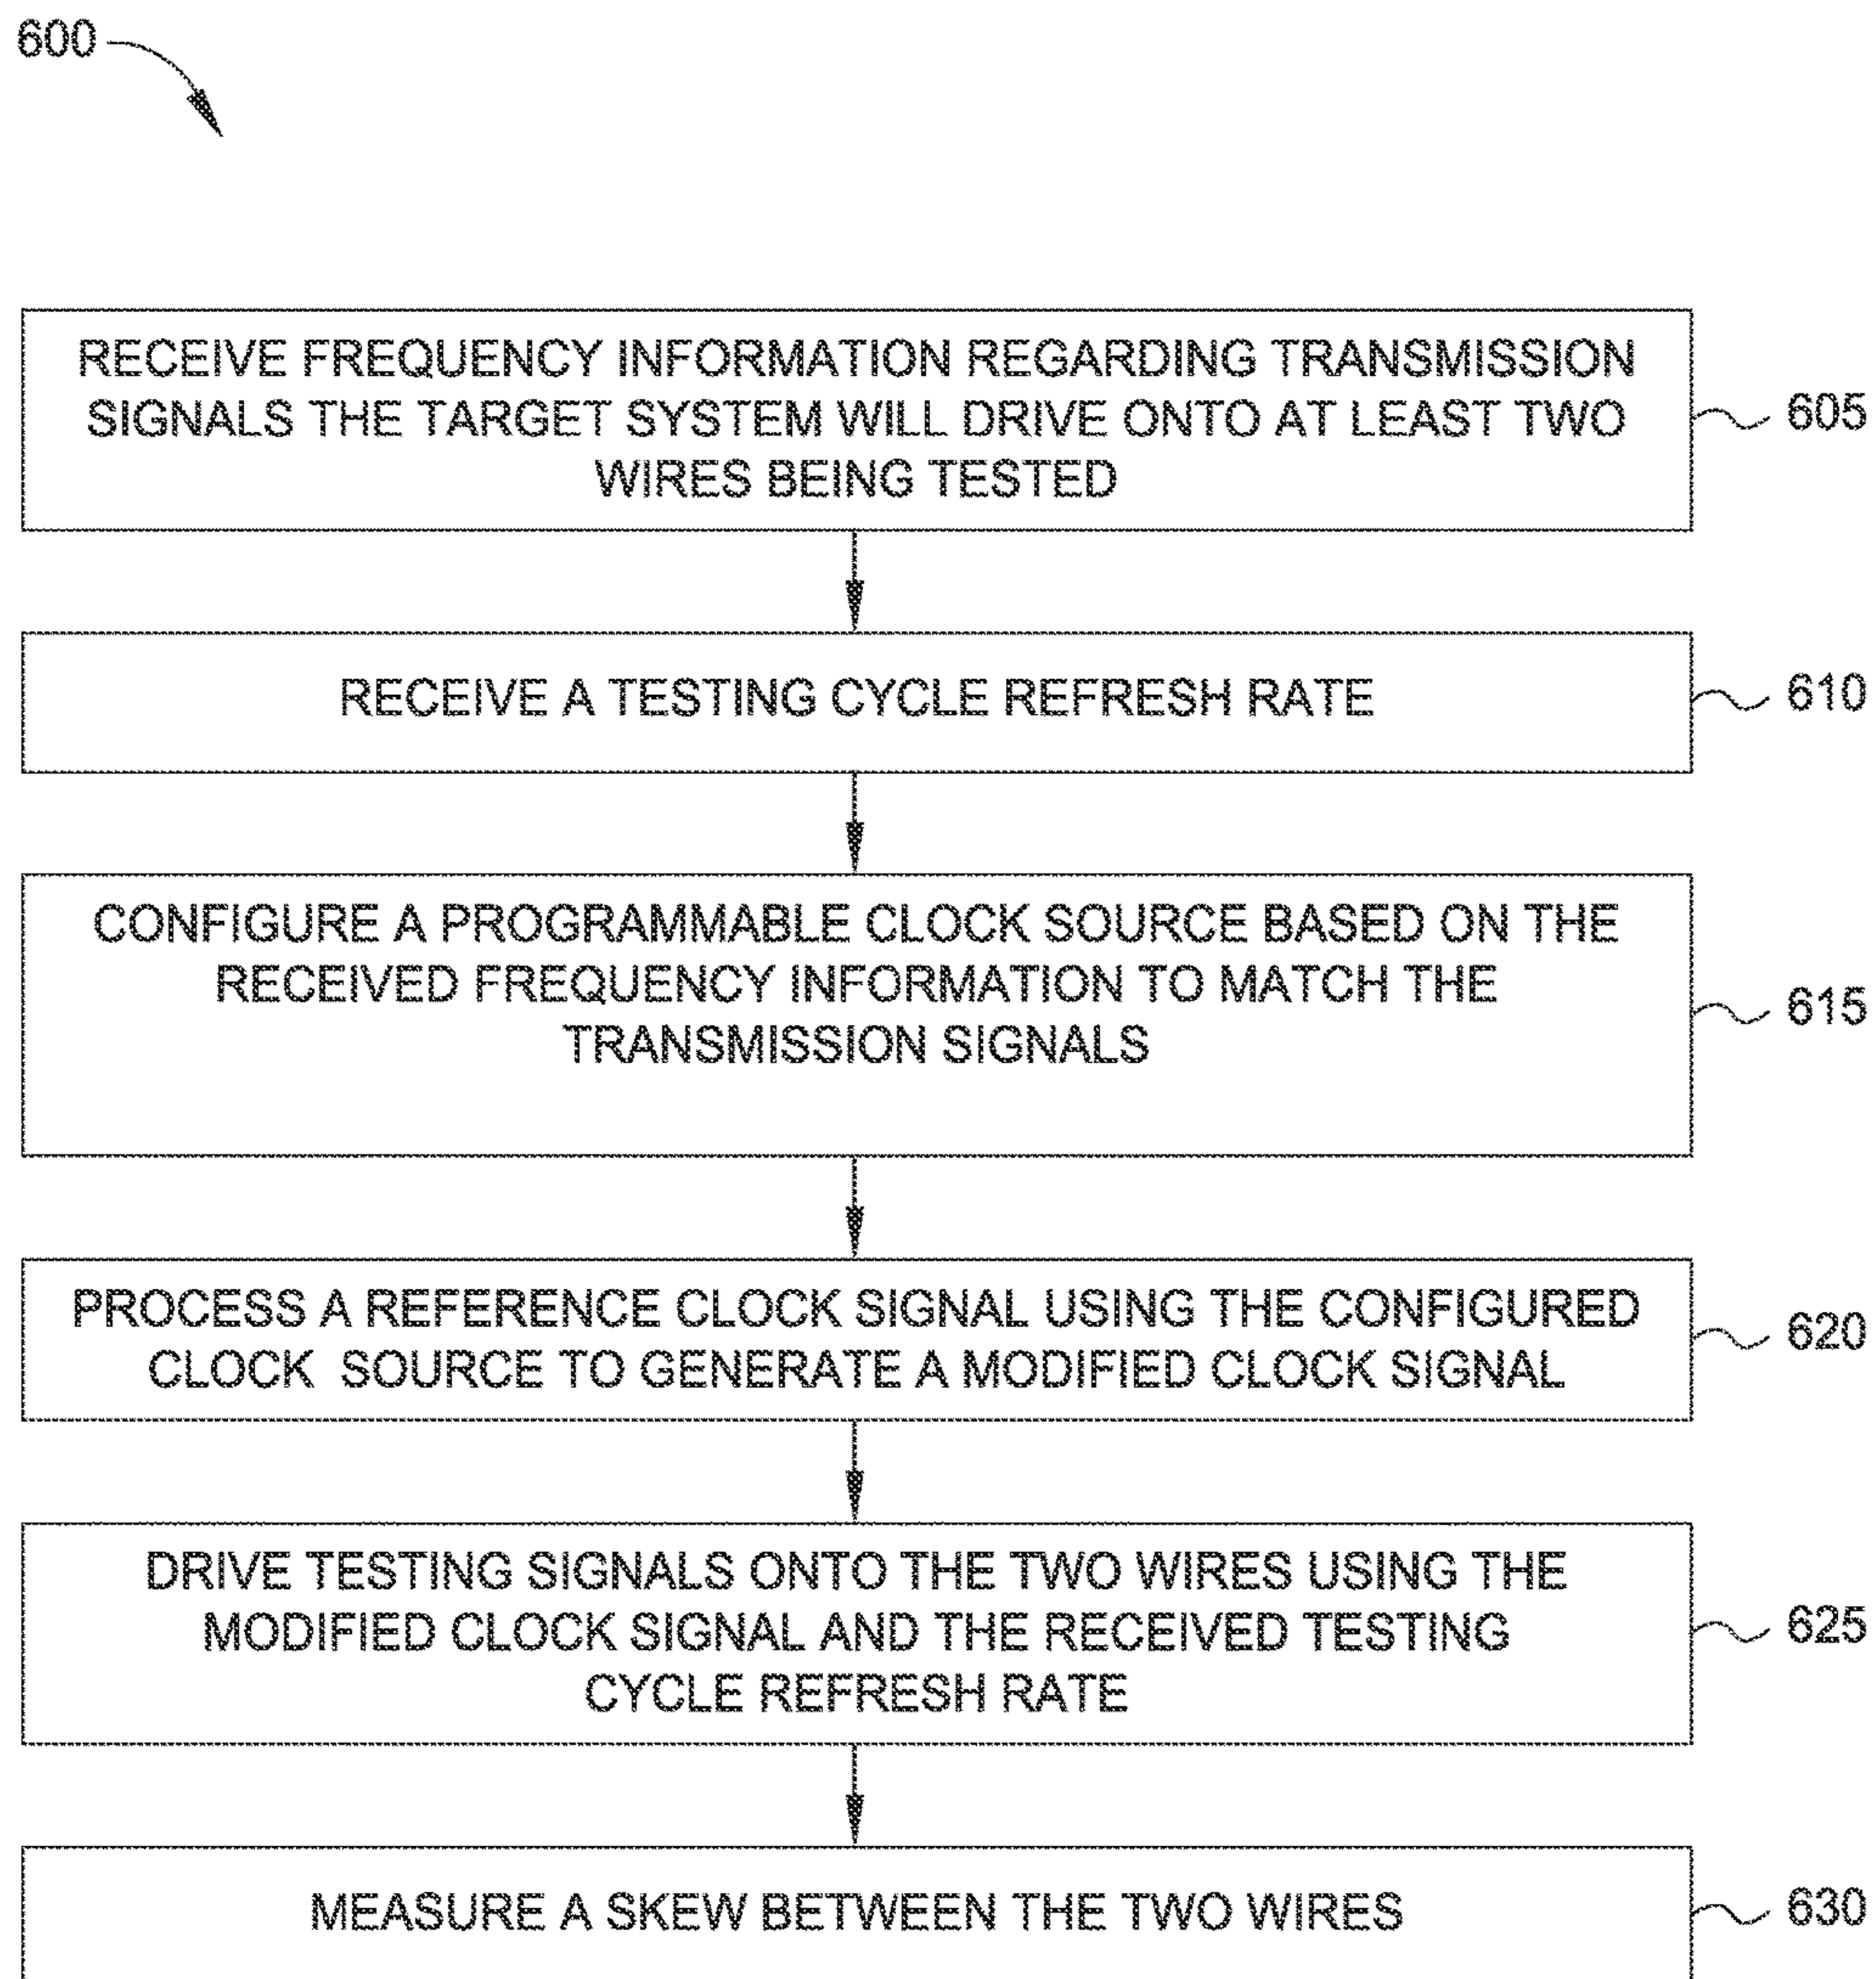 600
RECEIVE FREQUENCY INFORMATION REGARDING TRANSMISSION
SIGNALS THE TARGET SYSTEM WILL DRIVE ONTO AT LEAST TWO
WIRES BEING TESTED
605
RECEIVE A TESTING CYCLE REFRESH RATE
610
CONFIGURE A PROGRAMMABLE CLOCK SOURCE BASED ON THE
RECEIVED FREQUENCY INFORMATION TO MATCH THE
TRANSMISSION SIGNALS
615
PROCESS A REFERENCE CLOCK SIGNAL USING THE CONFIGURED
CLOCK SOURCE TO GENERATE A MODIFIED CLOCK SIGNAL
620
DRIVE TESTING SIGNALS ONTO THE TWO WIRES USING THE
MODIFIED CLOCK SIGNAL AND THE RECEIVED TESTING
CYCLE REFRESH RATE
625
MEASURE A SKEW BETWEEN THE TWO WIRES
630